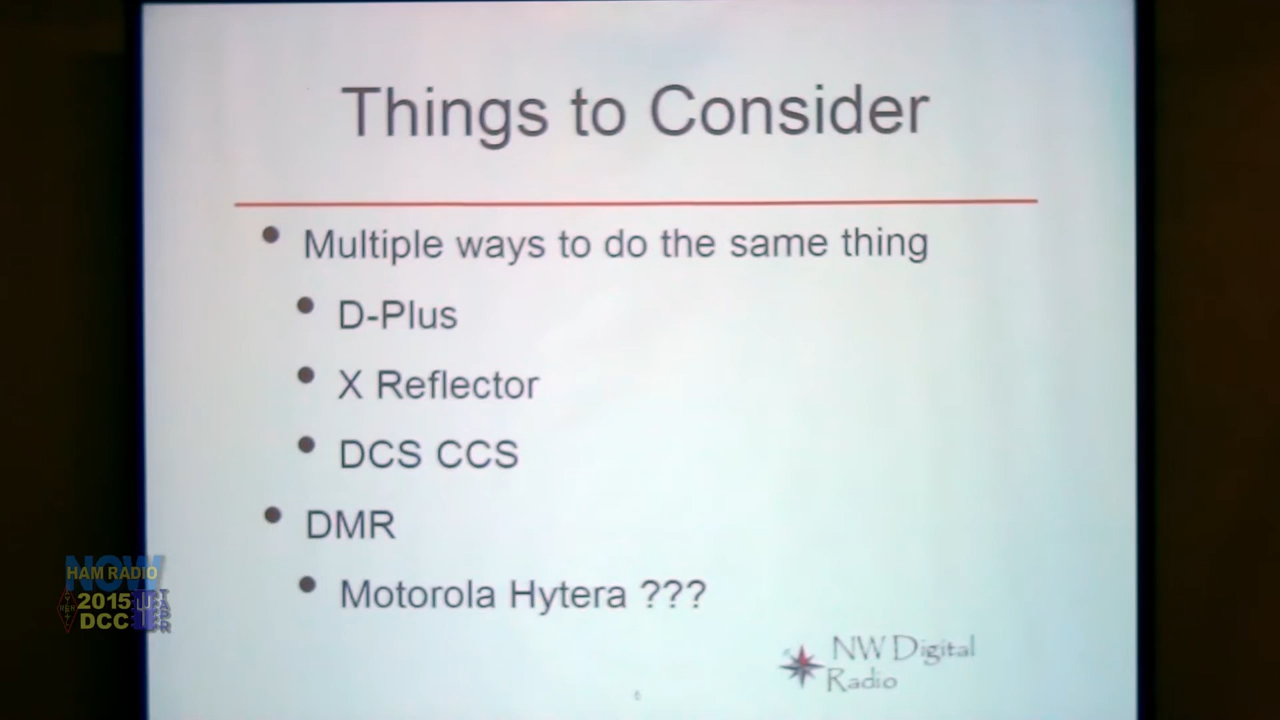 Things to Consider
Multiple ways to do the same thing
D-Plus
X Reflector
DCS CCS
DMR
Motorola Hytera ???
NOW
HAM RADIO
2015
DCC
NW Digital
Radio